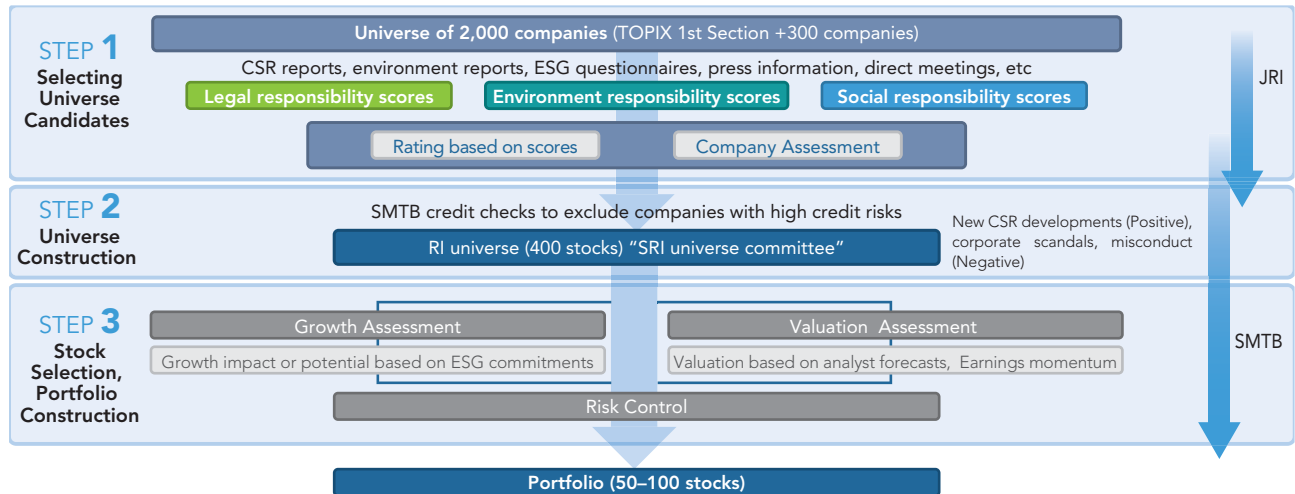 STEP 1
Selecting
Universe
Candidates
Universe of 2,000 companies (TOPIX 1st Section +300 companies)
CSR reports, environment reports, ESG questionnaires, press information, direct meetings, etc
Legal responsibility scores
Environment responsibility scores
Social responsibility scores
Rating based on scores
Company Assessment
JRI
STEP 2
Universe
Construction
SMTB credit checks to exclude companies with high credit risks
RI universe (400 stocks) “SRI universe committee”
New CSR developments (Positive),
corporate scandals, misconduct
(Negative)
STEP 3
Stock
Selection,
Portfolio
Construction
Growth Assessment
Valuation Assessment
Growth impact or potential based on ESG commitments
Valuation based on analyst forecasts, Earnings momentum
Risk Control
SMTB
Portfolio (50–100 stocks)